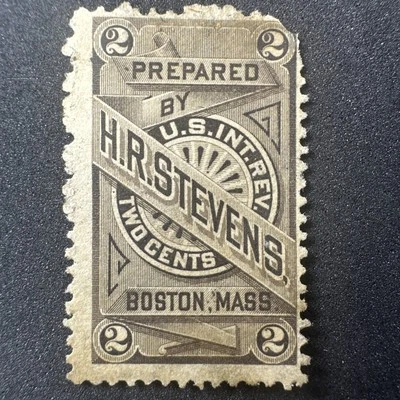 2 2
PREPARED
BY
U.S. INT. REV.
H.R. STEVENS,
TWO CENTS
BOSTON, MASS
2 2